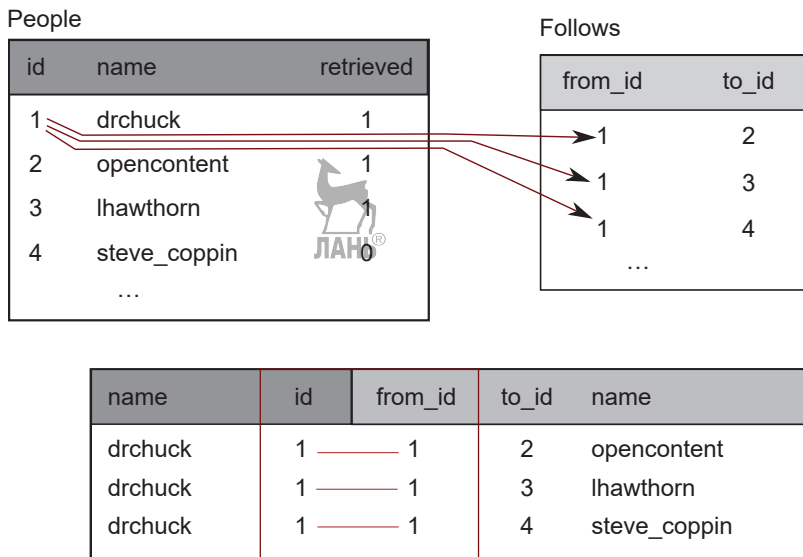 People
id name retrieved
1 drchuck 1
2 opencontent 1
3 lhawthorn 1
4 steve_coppin 0
…
ЛАНЬ®
Follows
from_id to_id
1 2
1 3
1 4
…
name id from_id to_id name
drchuck 1 1 2 opencontent
drchuck 1 1 3 lhawthorn
drchuck 1 1 4 steve_coppin